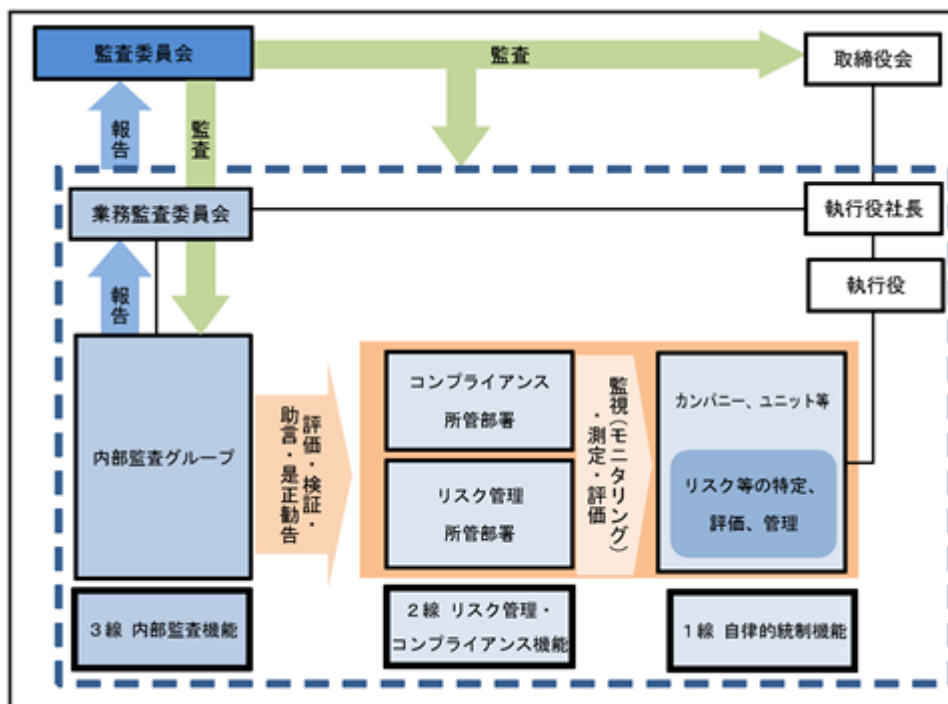 監査委員会
監査
取締役会
報告
監査
業務監査委員会
執行役社長
執行役
報告
内部監査グループ
評価・検証・
助言・是正勧告
コンプライアンス
所管部署
リスク管理
所管部署
監視(モニタリング)
・測定・評価
カンパニー、ユニット等
リスク等の特定、
評価、管理
3線 内部監査機能
2線 リスク管理・
コンプライアンス機能
1線 自律的統制機能